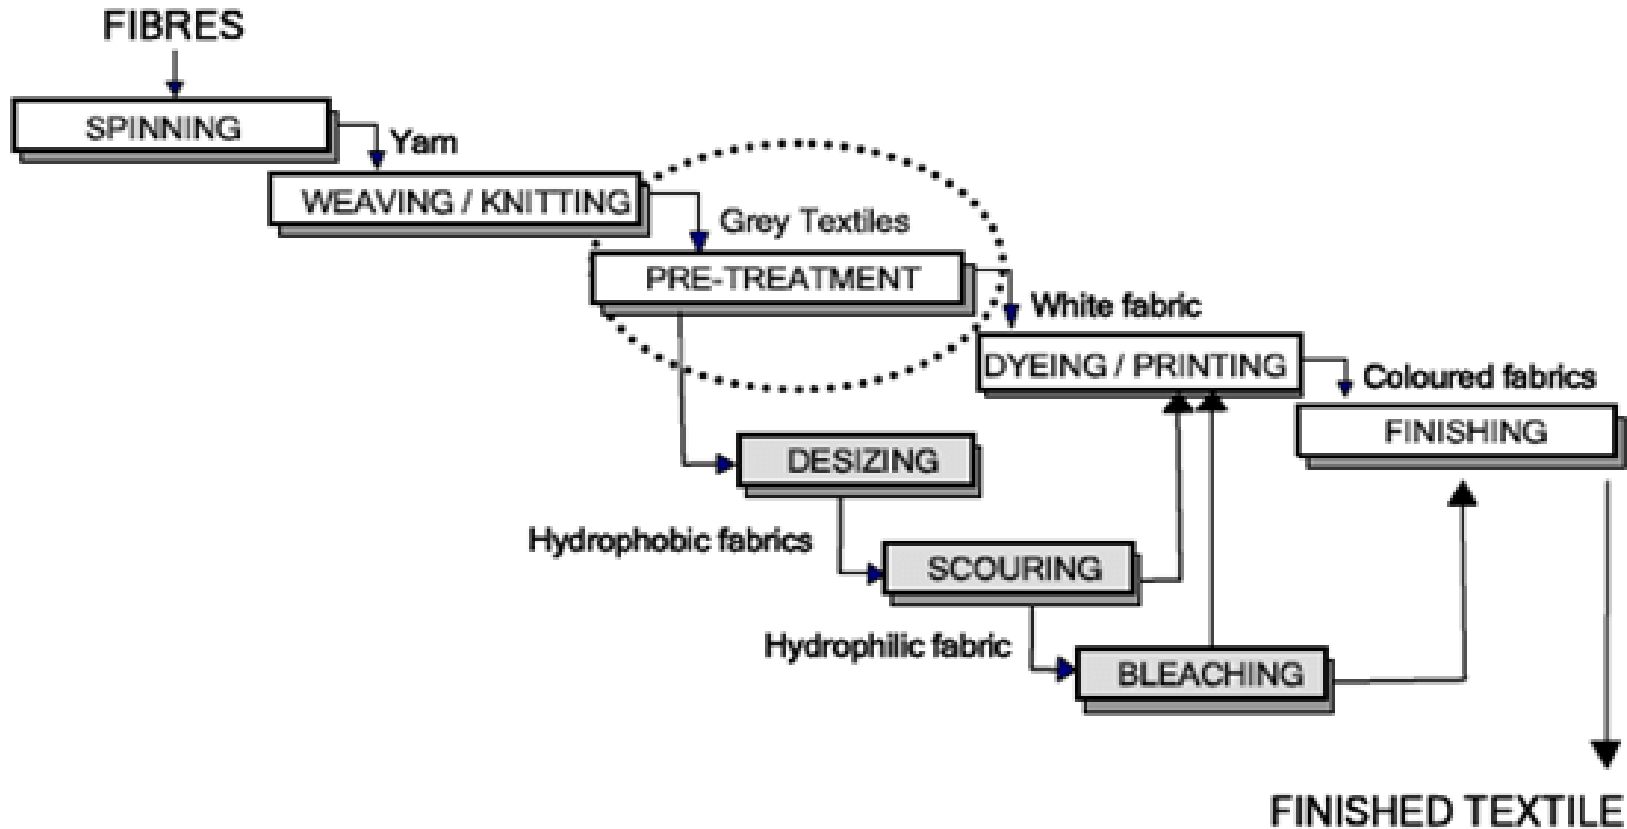 FIBRES
SPINNING
Yarn
WEAVING / KNITTING
Grey Textiles
PRE-TREATMENT
White fabric
DYEING / PRINTING
Coloured fabrics
FINISHING
DESIZING
Hydrophobic fabrics
SCOURING
Hydrophilic fabric
BLEACHING
FINISHED TEXTILE